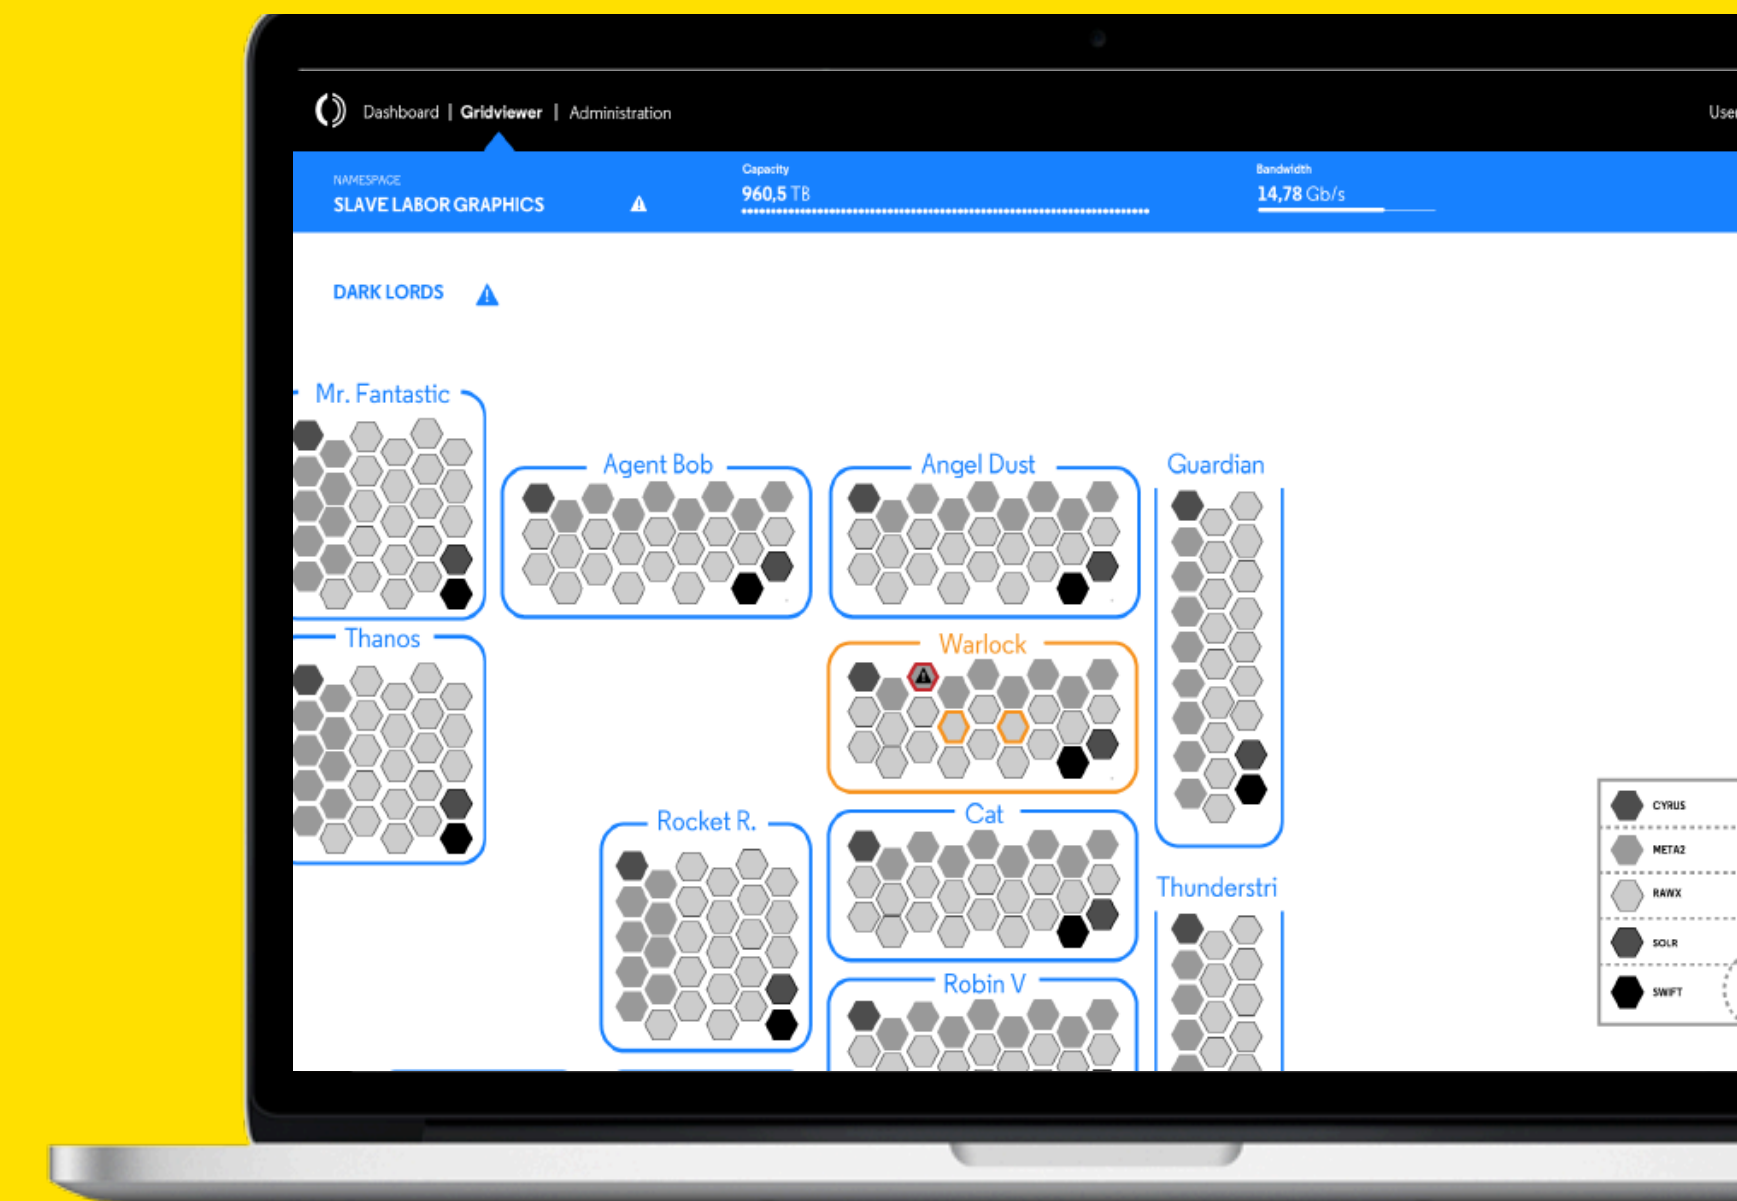 Dashboard | Gridviewer | Administration
User
NAMESPACE
SLAVE LABOR GRAPHICS
Capacity
960,5 TB
Bandwidth
14,78 Gb/s
DARK LORDS
Mr. Fantastic
Agent Bob
Angel Dust
Guardian
Thanos
Warlock
Rocket R.
Cat
Thunderstri
Robin V
CYRUS
META2
RAWX
SOLR
SWIFT